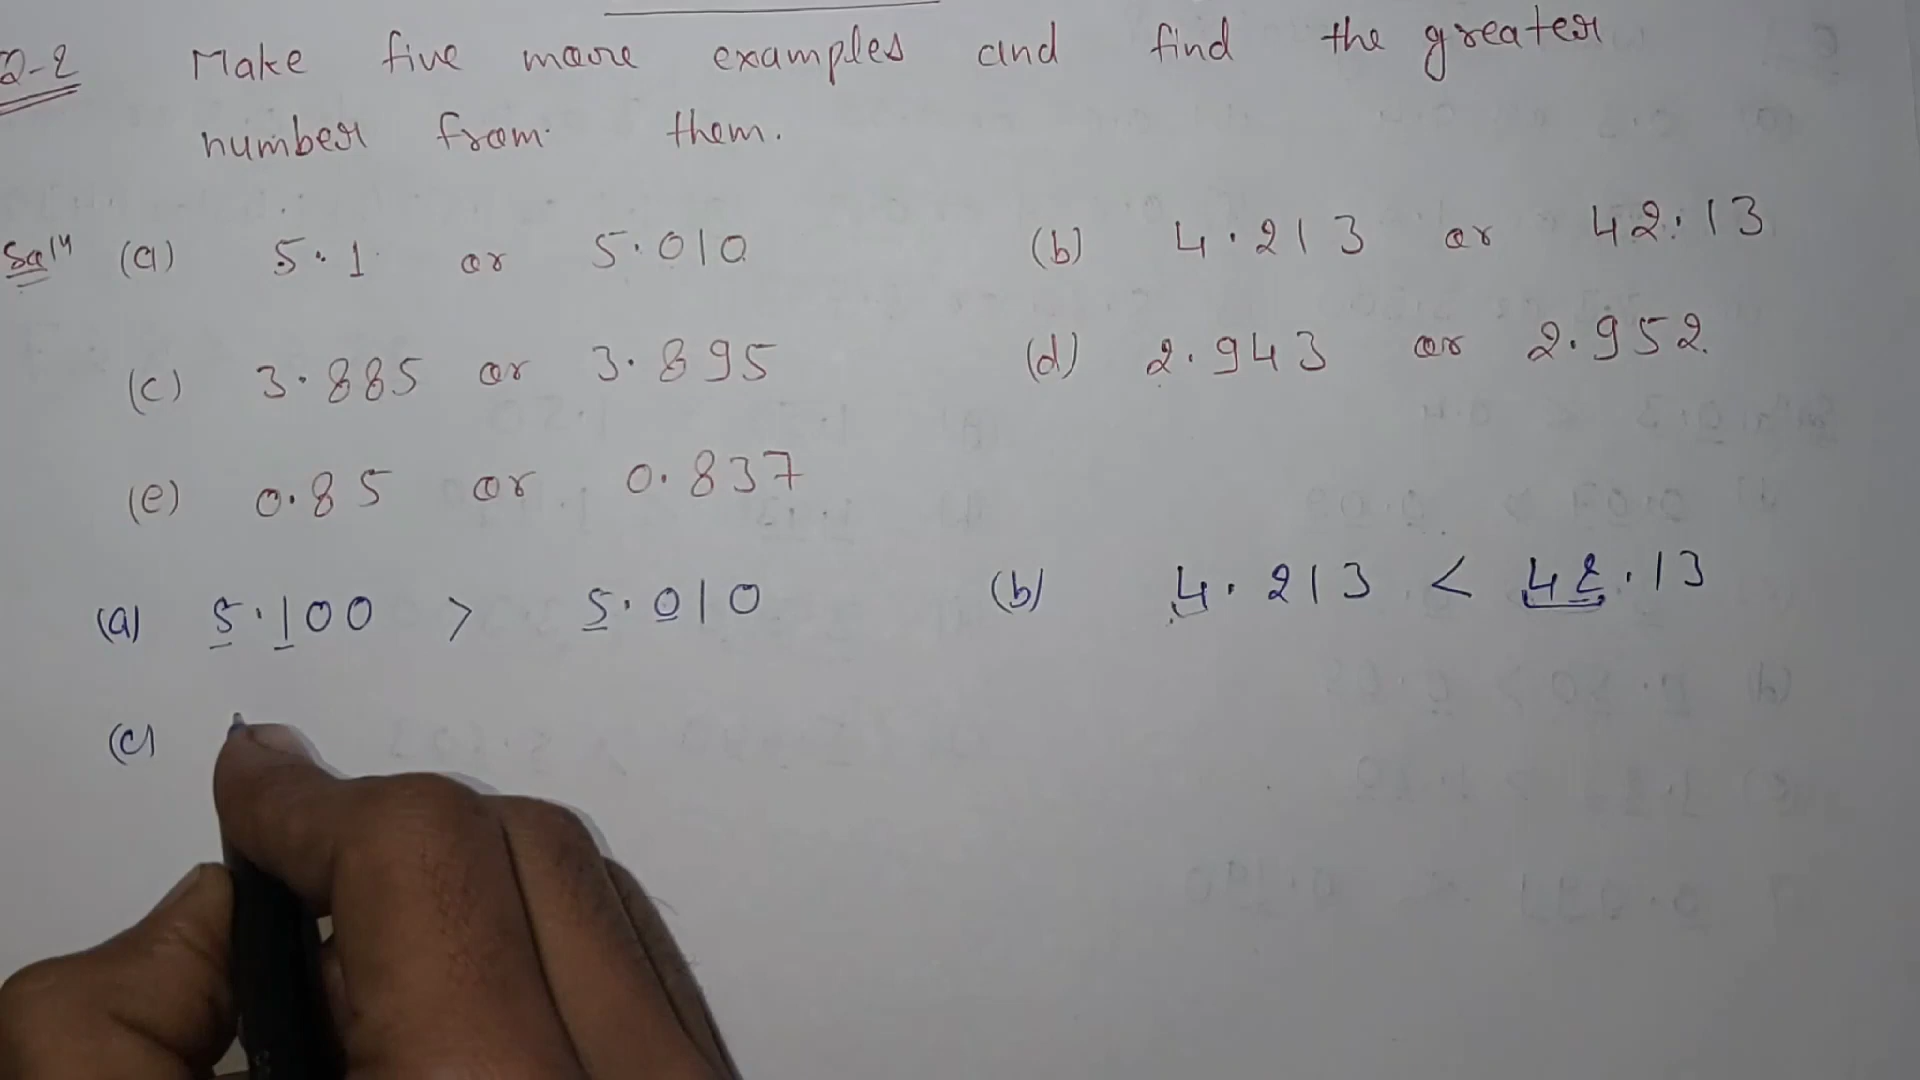 Q-2 Make five more examples and find the greater
number from them.
Solⁿ (a) 5.1 or 5.010 (b) 4.213 or 42.13
(c) 3.885 or 3.895 (d) 2.943 or 2.952
(e) 0.85 or 0.837
(a) 5.100 > 5.010 (b) 4.213 < 42.13
(c)